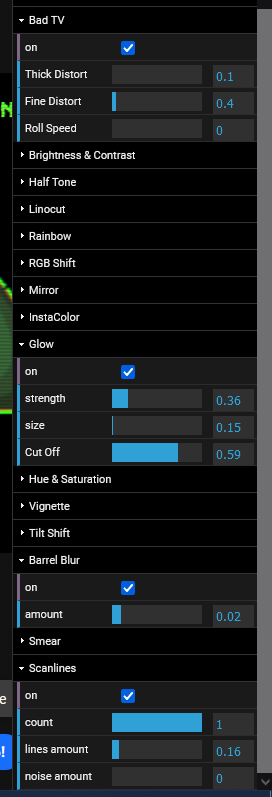 Bad TV
on
Thick Distort 0.1
Fine Distort 0.4
Roll Speed 0
Brightness & Contrast
Half Tone
Linocut
Rainbow
RGB Shift
Mirror
InstaColor
Glow
on
strength 0.36
size 0.15
Cut Off 0.59
Hue & Saturation
Vignette
Tilt Shift
Barrel Blur
on
amount 0.02
Smear
Scanlines
on
count 1
lines amount 0.16
noise amount 0
N
e
!